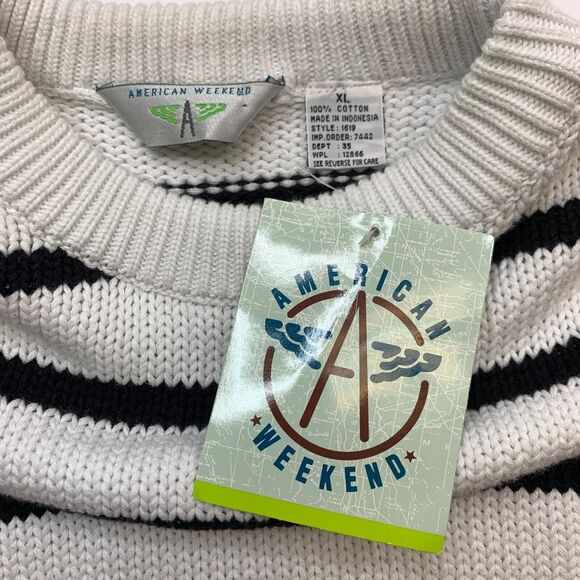 AMERICAN WEEKEND
A
XL
100% COTTON
MADE IN INDONESIA
STYLE: 1619
IMP.ORDER: 7442
DEPT : 35
WPL : 12866
SEE REVERSE FOR CARE
AMERICAN
A
WEEKEND